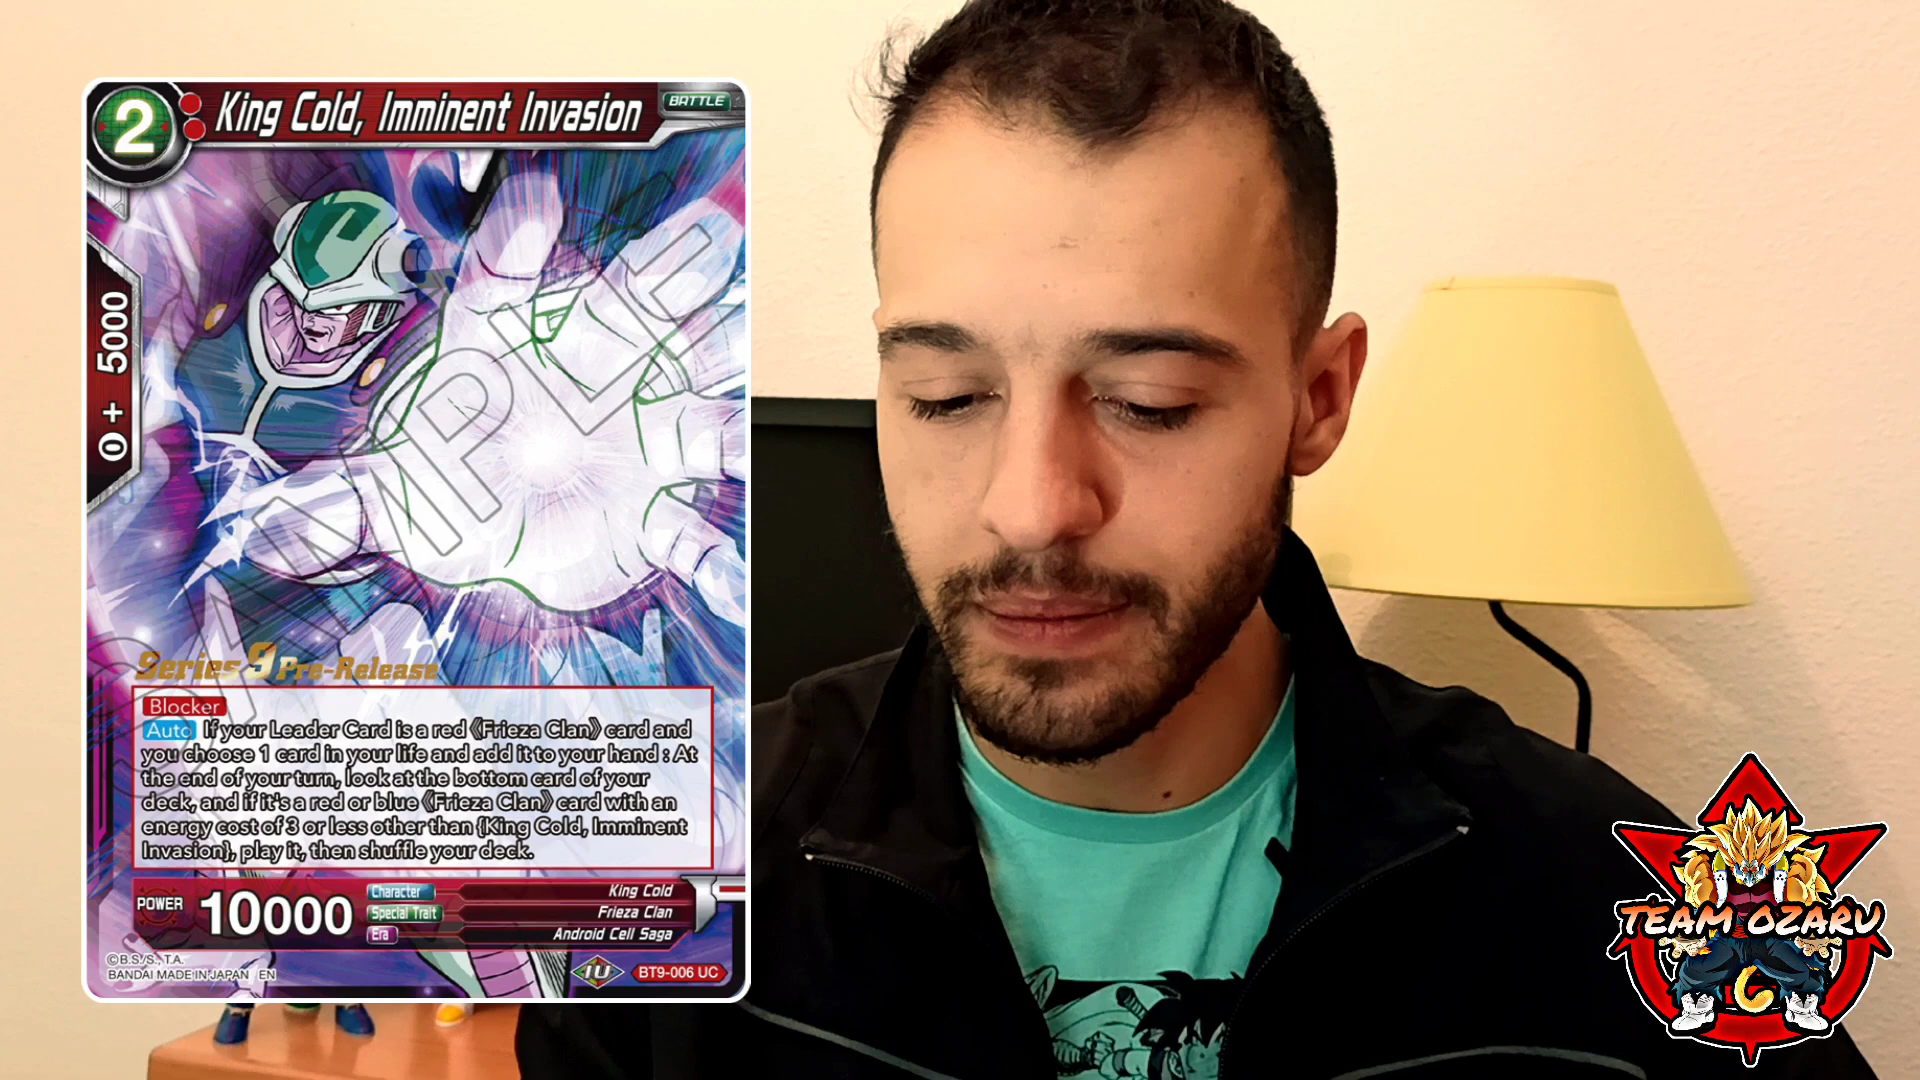 2
King Cold, Imminent Invasion
BATTLE
0 + 5000
SAMPLE
Series 9 Pre-Release
Blocker
Auto If your Leader Card is a red 《Frieza Clan》 card and
you choose 1 card in your life and add it to your hand : At
the end of your turn, look at the bottom card of your
deck, and if it's a red or blue 《Frieza Clan》 card with an
energy cost of 3 or less other than {King Cold, Imminent
Invasion}, play it, then shuffle your deck.
POWER 10000
Character King Cold
Special Trait Frieza Clan
Era Android Cell Saga
©B.S./S., T.A.
BANDAI MADE IN JAPAN EN
IU BT9-006 UC
TEAM OZARU